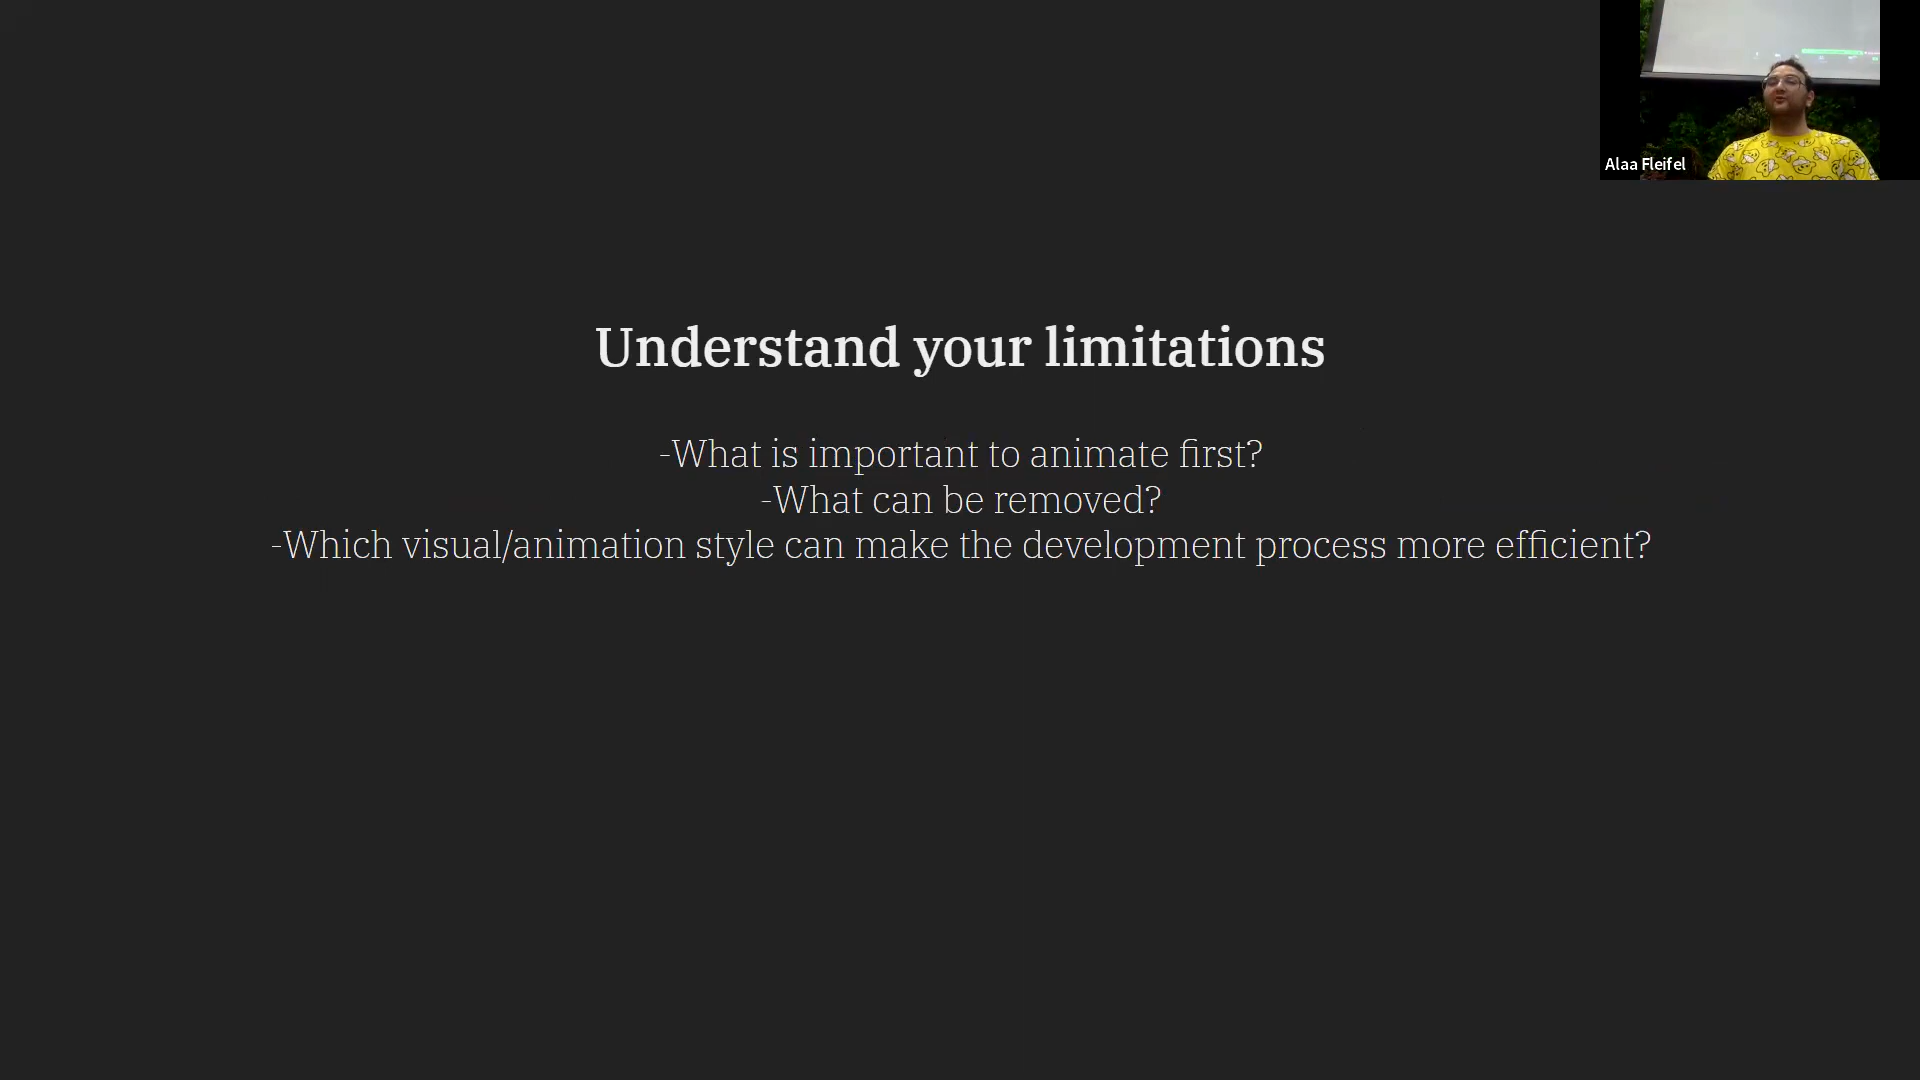 Alaa Fleifel
Understand your limitations
-What is important to animate first?
-What can be removed?
-Which visual/animation style can make the development process more efficient?